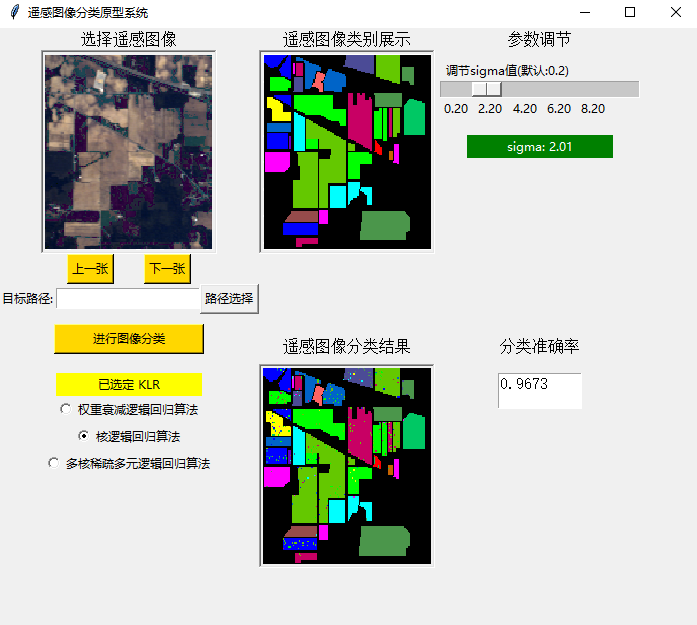 遥感图像分类原型系统
选择遥感图像
遥感图像类别展示
参数调节
调节sigma值(默认:0.2)
0.20 2.20 4.20 6.20 8.20
sigma: 2.01
上一张
下一张
目标路径:
路径选择
进行图像分类
已选定 KLR
权重衰减逻辑回归算法
核逻辑回归算法
多核稀疏多元逻辑回归算法
遥感图像分类结果
分类准确率
0.9673